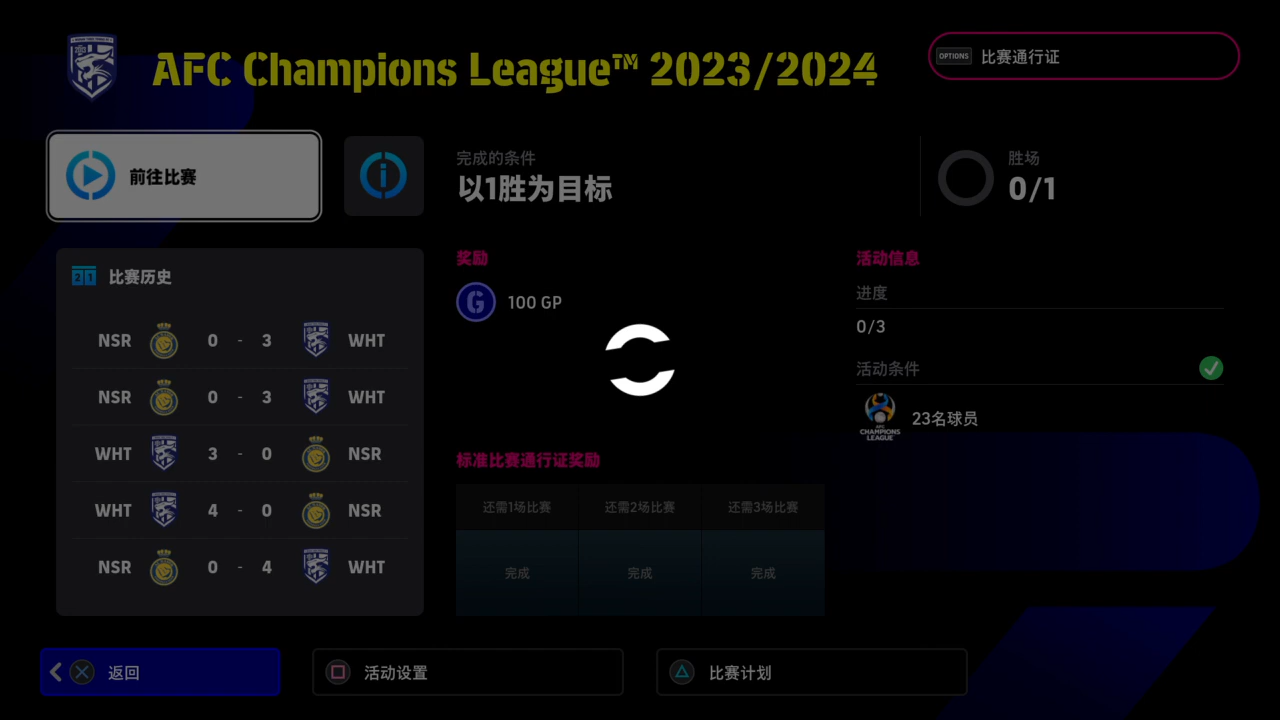 AFC Champions League™ 2023/2024
OPTIONS 比赛通行证
前往比赛
完成的条件
以1胜为目标
胜场
0/1
21 比赛历史
NSR 0 - 3 WHT
NSR 0 - 3 WHT
WHT 3 - 0 NSR
WHT 4 - 0 NSR
NSR 0 - 4 WHT
奖励
G 100 GP
标准比赛通行证奖励
还需1场比赛 还需2场比赛 还需3场比赛
完成 完成 完成
活动信息
进度
0/3
活动条件
AFC
CHAMPIONS
LEAGUE
23名球员
返回 活动设置 比赛计划